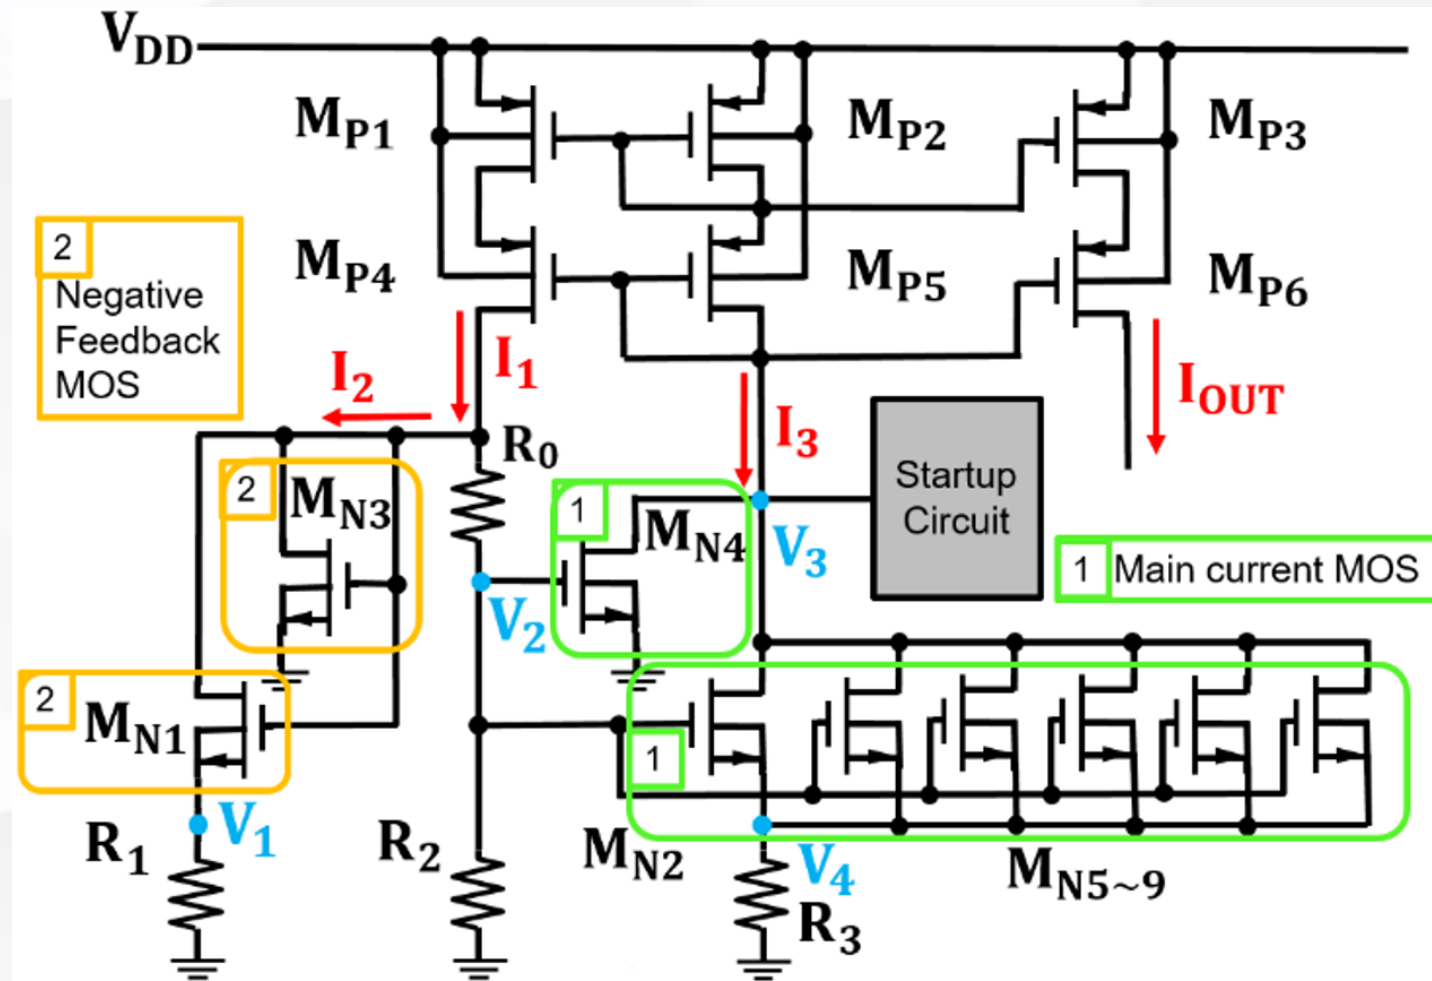 VDD
MP1
MP2
MP3
2
Negative
Feedback
MOS
MP4
MP5
MP6
I2
I1
IOUT
I3
R0
2
MN3
1
MN4
V3
Startup
Circuit
1 Main current MOS
V2
2
MN1
1
V1
R1
R2
MN2
V4
MN5~9
R3